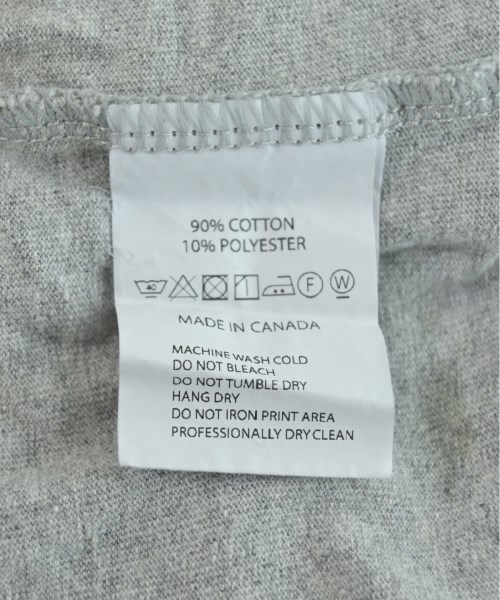 90% COTTON
10% POLYESTER
40 F W
MADE IN CANADA
MACHINE WASH COLD
DO NOT BLEACH
DO NOT TUMBLE DRY
HANG DRY
DO NOT IRON PRINT AREA
PROFESSIONALLY DRY CLEAN